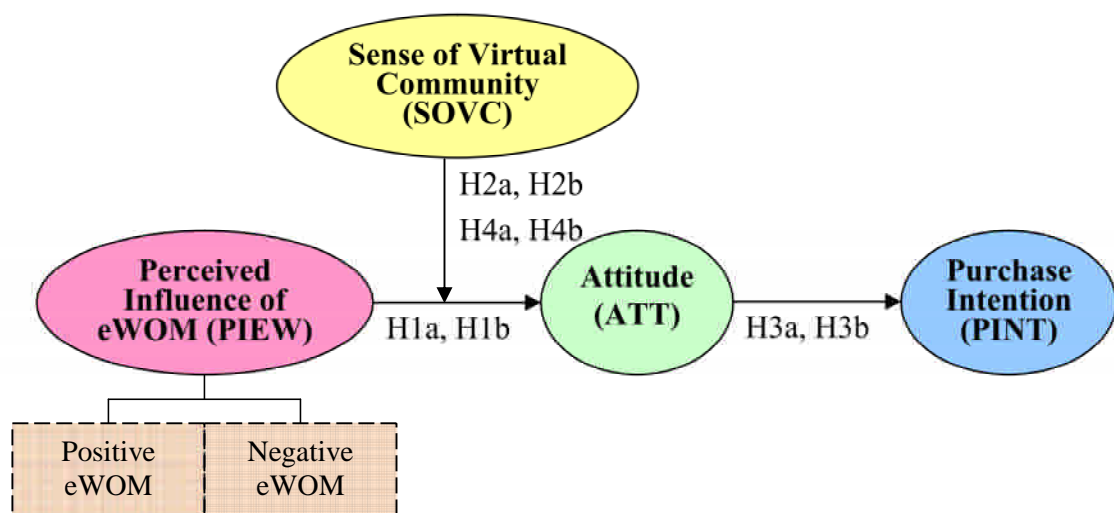 Sense of Virtual
Community
(SOVC)
H2a, H2b
H4a, H4b
Perceived
Influence of
eWOM (PIEW)
H1a, H1b
Attitude
(ATT)
H3a, H3b
Purchase
Intention
(PINT)
Positive
eWOM
Negative
eWOM